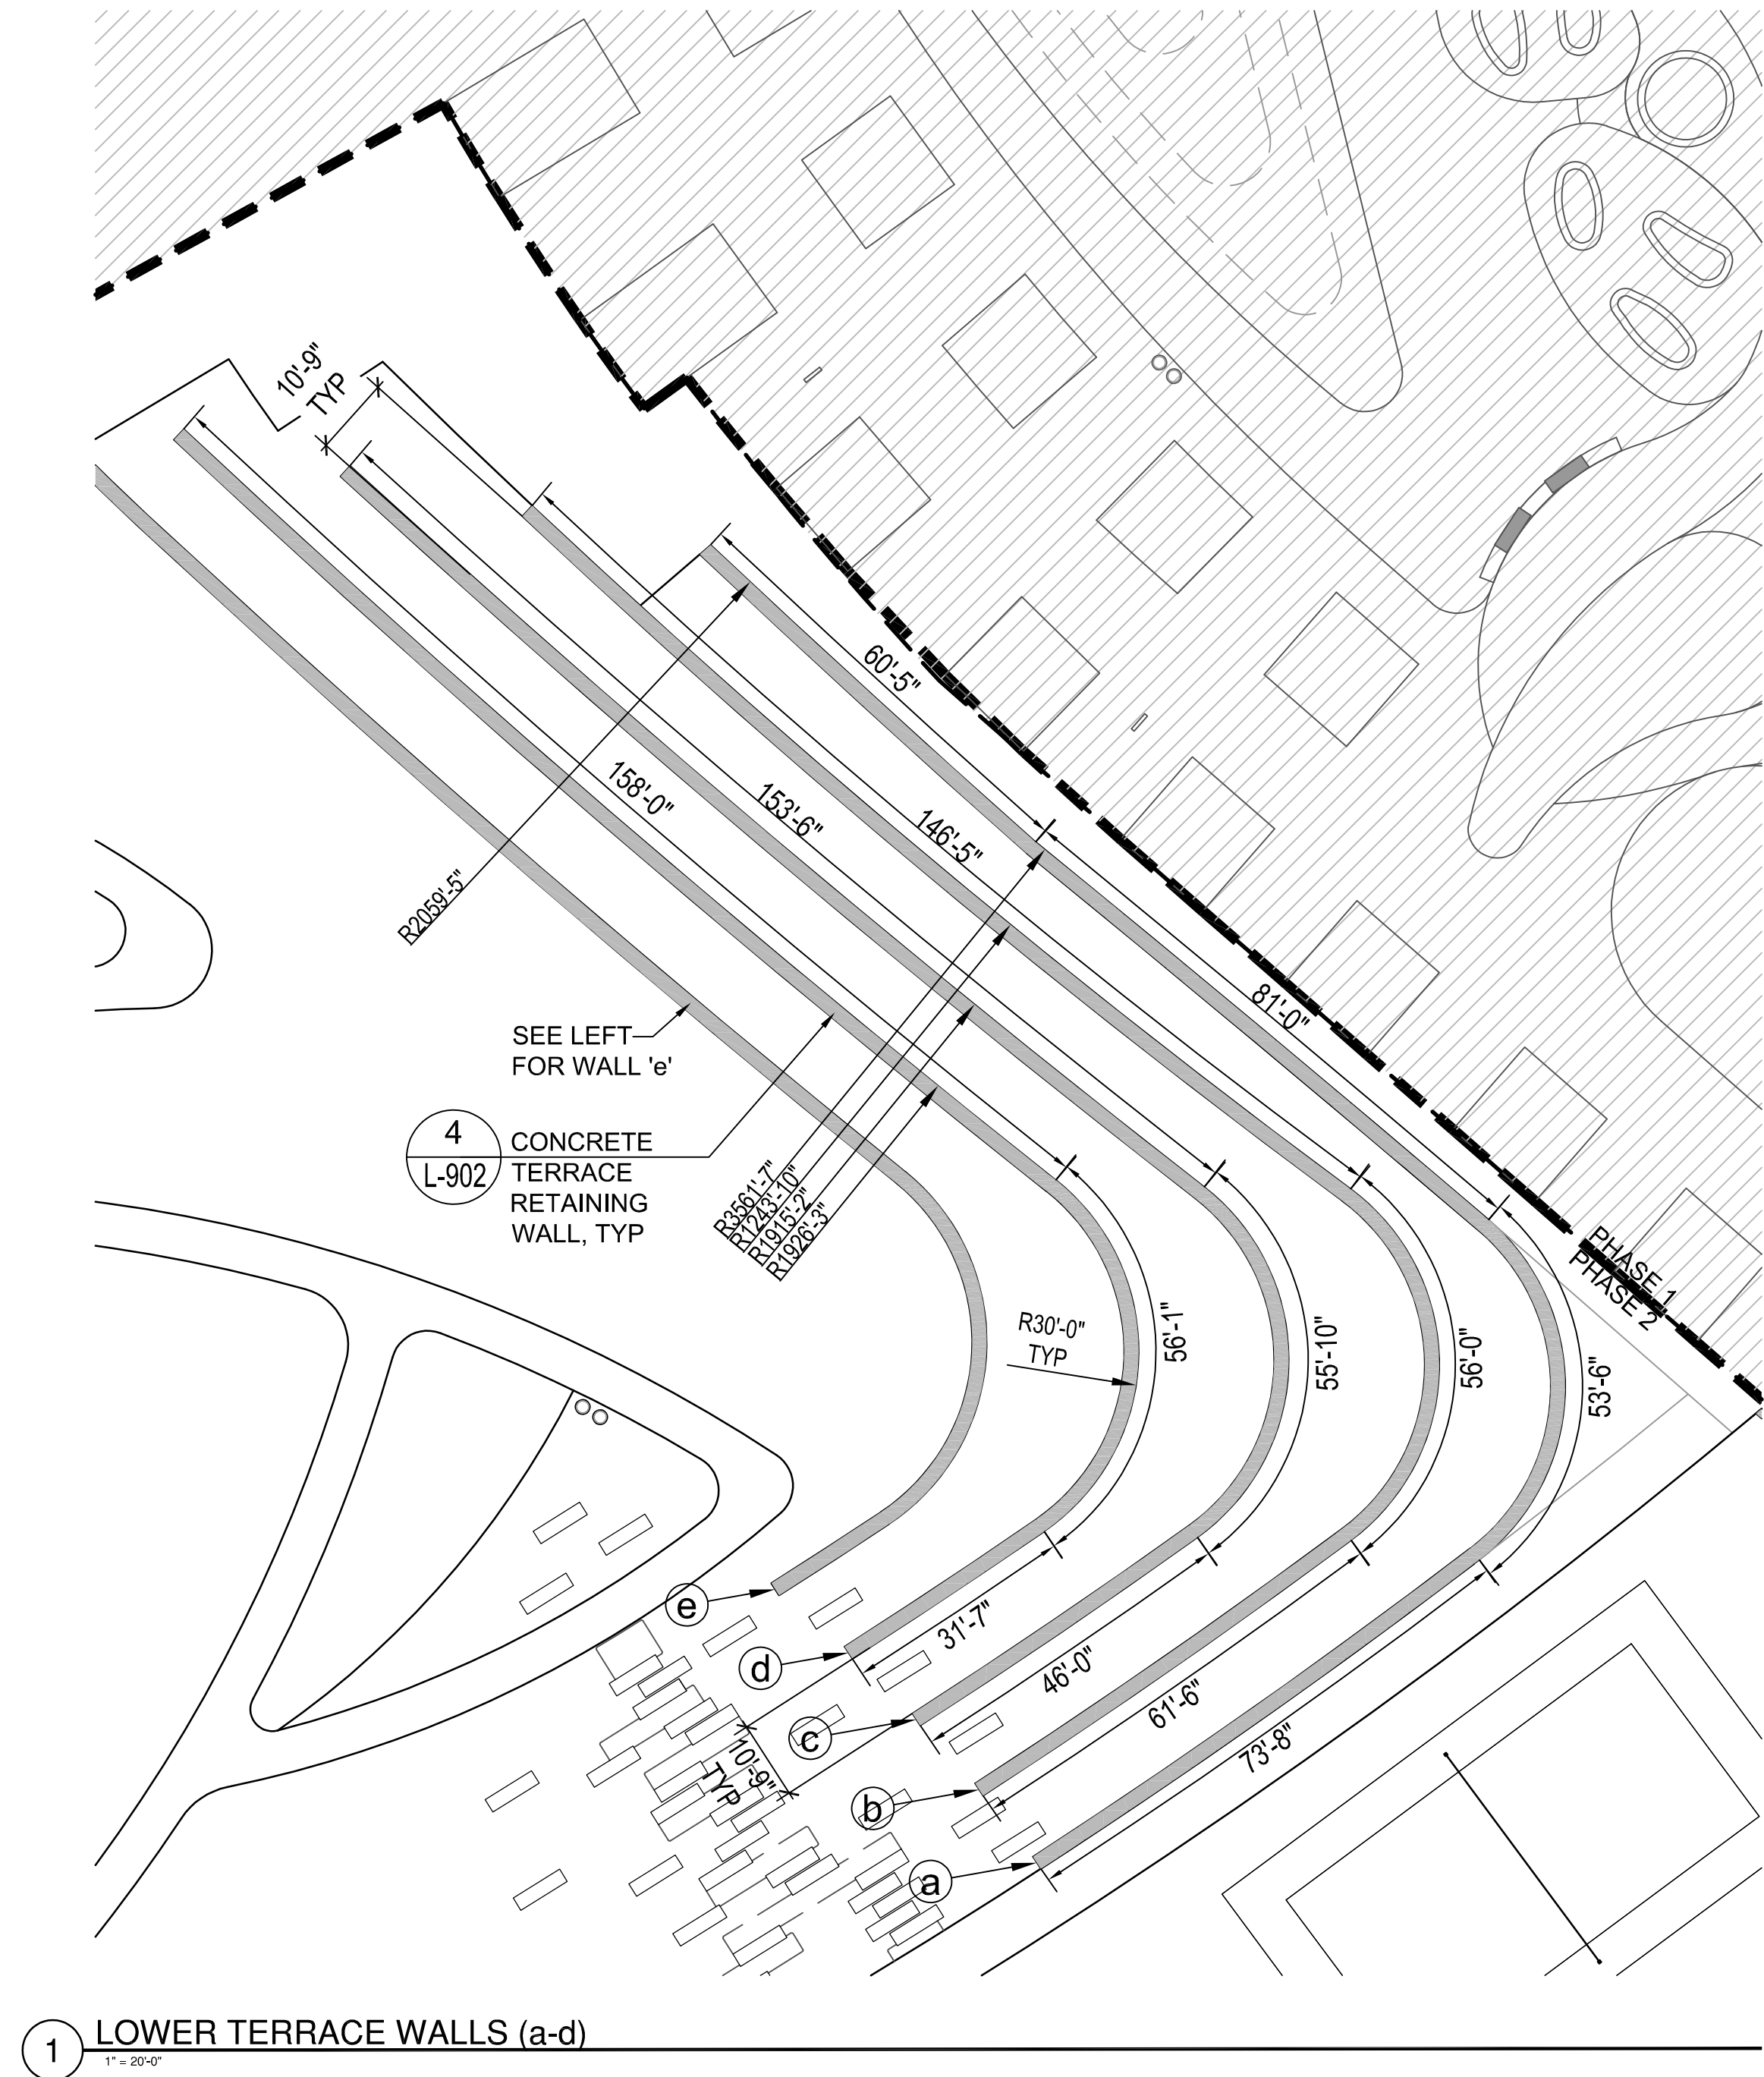 10'-9"
TYP
60'-5"
158'-0"
153'-6"
146'-5"
R2059'-5"
81'-0"
SEE LEFT
FOR WALL 'e'
4
L-902
CONCRETE
TERRACE
RETAINING
WALL, TYP
R3561'-7"
R1243'-10"
R1915'-2"
R1926'-3"
PHASE 1
PHASE 2
R30'-0"
TYP
56'-1"
55'-10"
56'-0"
53'-6"
e
d
31'-7"
c
46'-0"
10'-9"
TYP
61'-6"
b
73'-8"
a
1
LOWER TERRACE WALLS (a-d)
1" = 20'-0"